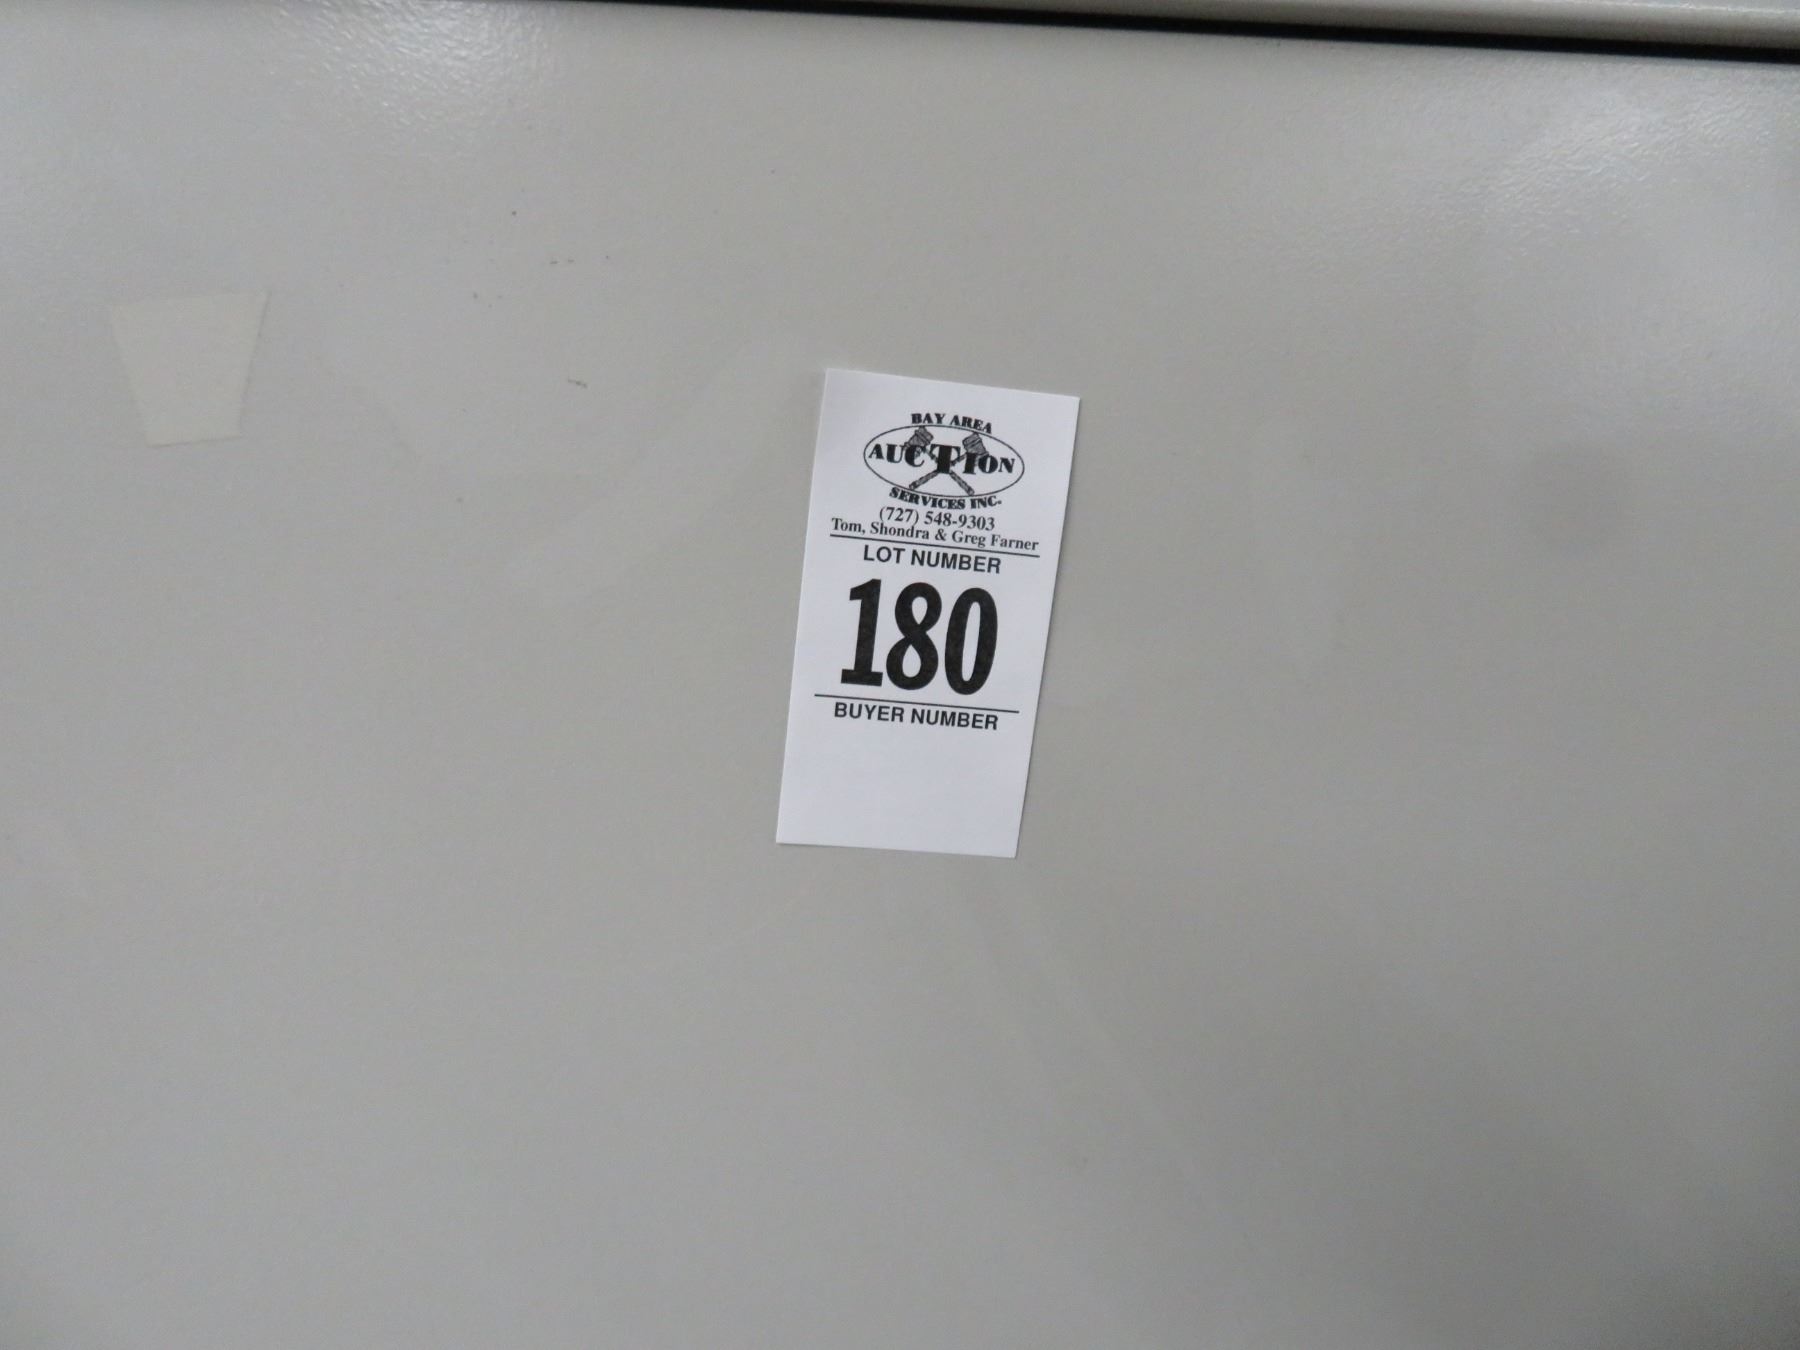 BAY AREA
AUCTION
SERVICES INC.
(727) 548-9303
Tom, Shondra & Greg Farner
LOT NUMBER
180
BUYER NUMBER